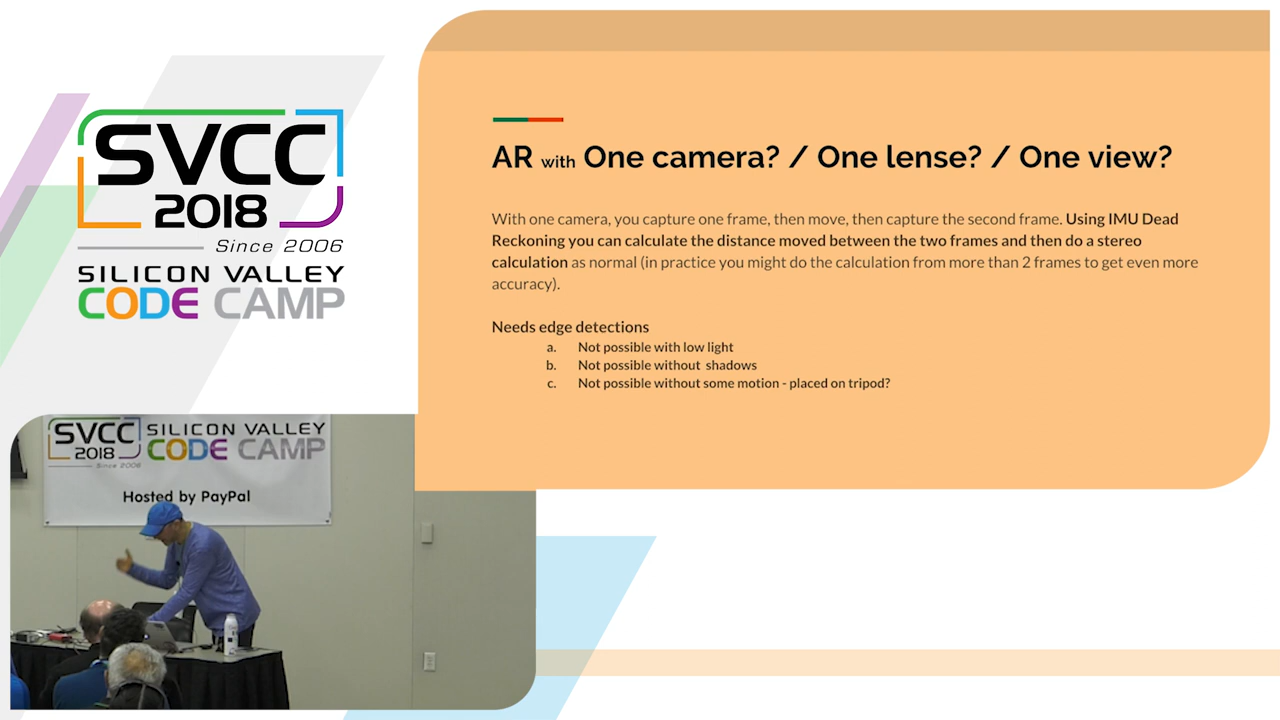 SVCC
2018
Since 2006
SILICON VALLEY
CODE CAMP
AR with One camera? / One lense? / One view?
With one camera, you capture one frame, then move, then capture the second frame. Using IMU Dead
Reckoning you can calculate the distance moved between the two frames and then do a stereo
calculation as normal (in practice you might do the calculation from more than 2 frames to get even more
accuracy).
Needs edge detections
a. Not possible with low light
b. Not possible without shadows
c. Not possible without some motion - placed on tripod?
SVCC
2018
Since 2006
SILICON VALLEY
CODE CAMP
Hosted by PayPal